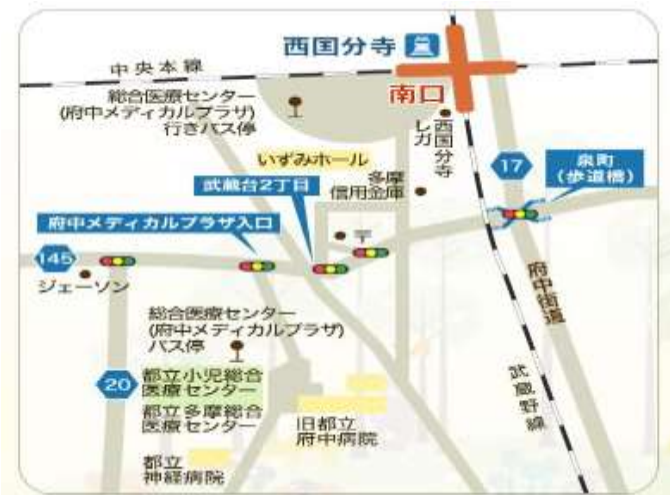 西国分寺
中央本線
南口
総合医療センター
(府中メディカルプラザ)
行きバス停
西国分寺
レガ
17
泉町
(歩道橋)
いずみホール
多摩
信用金庫
武蔵台2丁目
府中メディカルプラザ入口
〒
145
ジェーソン
府中街道
総合医療センター
(府中メディカルプラザ)
バス停
20
都立小児総合
医療センター
都立多摩総合
医療センター
旧都立
府中病院
武蔵野線
都立
神経病院